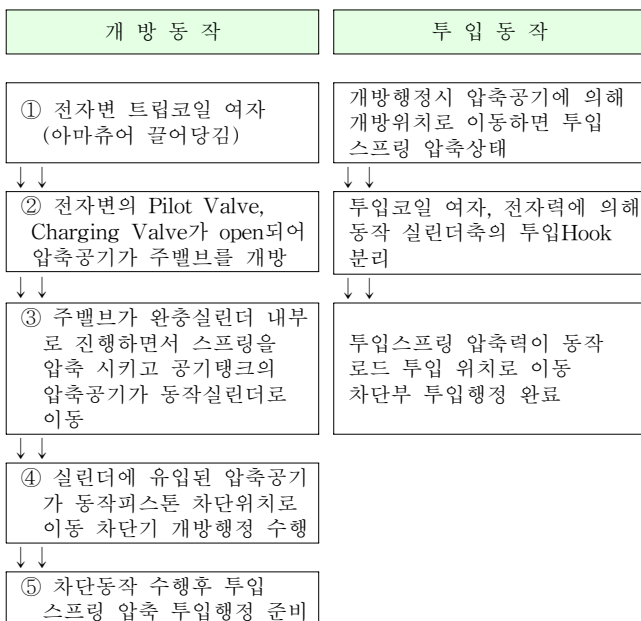 개 방 동 작
① 전자변 트립코일 여자
(아마츄어 끌어당김)
↓ ↓
② 전자변의 Pilot Valve,
Charging Valve가 open되어
압축공기가 주밸브를 개방
↓ ↓
③ 주밸브가 완충실린더 내부
로 진행하면서 스프링을
압축 시키고 공기탱크의
압축공기가 동작실린더로
이동
↓ ↓
④ 실린더에 유입된 압축공기
가 동작피스톤 차단위치로
이동 차단기 개방행정 수행
↓ ↓
⑤ 차단동작 수행후 투입
스프링 압축 투입행정 준비
투 입 동 작
개방행정시 압축공기에 의해
개방위치로 이동하면 투입
스프링 압축상태
↓ ↓
투입코일 여자, 전자력에 의해
동작 실린더축의 투입Hook
분리
↓ ↓
투입스프링 압축력이 동작
로드 투입 위치로 이동
차단부 투입행정 완료